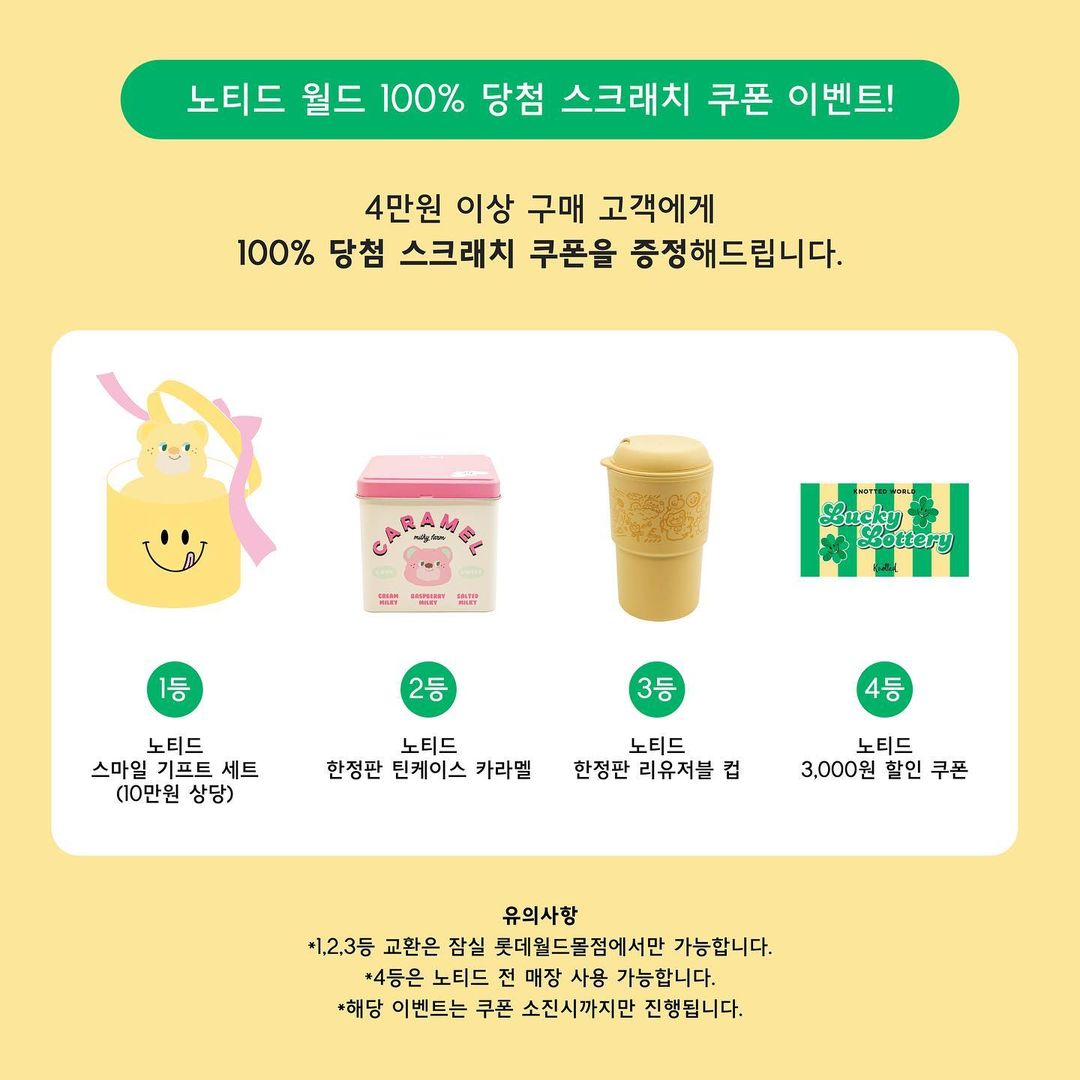 노티드 월드 100% 당첨 스크래치 쿠폰 이벤트!
4만원 이상 구매 고객에게
100% 당첨 스크래치 쿠폰을 증정해드립니다.
CARAMEL
milky farm
CREAM MILKY
RASPBERRY MILKY
SALTED MILKY
KNOTTED WORLD
Lucky
Lottery
Knotted
1등
2등
3등
4등
노티드
스마일 기프트 세트
(10만원 상당)
노티드
한정판 틴케이스 카라멜
노티드
한정판 리유저블 컵
노티드
3,000원 할인 쿠폰
유의사항
*1,2,3등 교환은 잠실 롯데월드몰점에서만 가능합니다.
*4등은 노티드 전 매장 사용 가능합니다.
*해당 이벤트는 쿠폰 소진시까지만 진행됩니다.